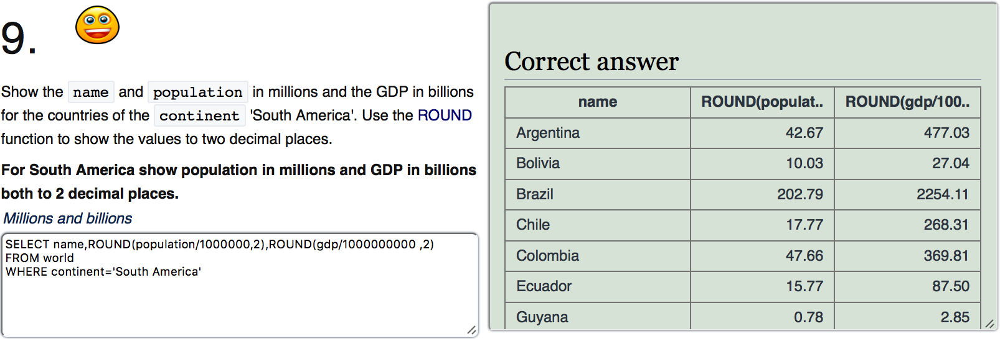 9.
Show the name and population in millions and the GDP in billions
for the countries of the continent 'South America'. Use the ROUND
function to show the values to two decimal places.
For South America show population in millions and GDP in billions
both to 2 decimal places.
Millions and billions
SELECT name,ROUND(population/1000000,2),ROUND(gdp/1000000000 ,2)
FROM world
WHERE continent='South America'
Correct answer
name ROUND(populat.. ROUND(gdp/100..
Argentina 42.67 477.03
Bolivia 10.03 27.04
Brazil 202.79 2254.11
Chile 17.77 268.31
Colombia 47.66 369.81
Ecuador 15.77 87.50
Guyana 0.78 2.85